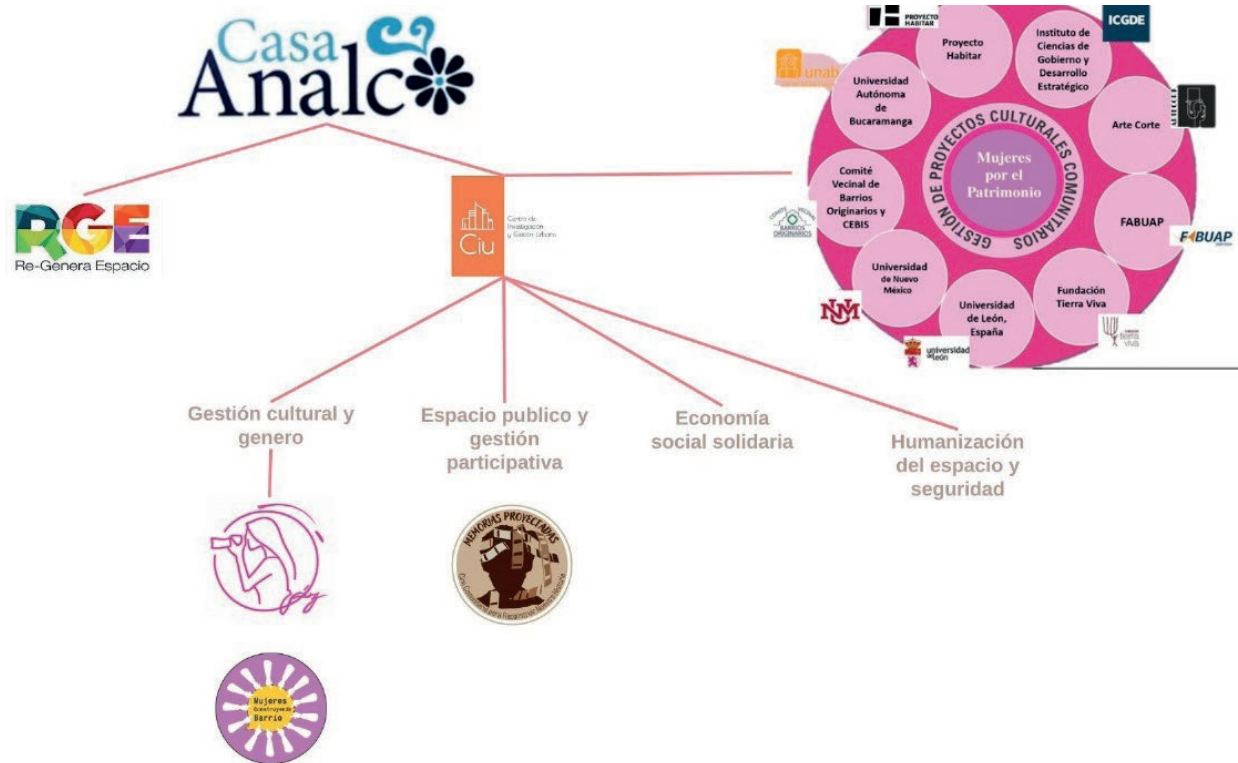 Casa
Analco
RGE
Re-Genera Espacio
Ciu
Centro de
Investigación
y Gestión Urbana
PROYECTO
HABITAR
ICGDE
unab
Proyecto
Habitar
Instituto de
Ciencias de
Gobierno y
Desarrollo
Estratégico
Universidad
Autónoma
de
Bucaramanga
Arte Corte
GESTIÓN DE PROYECTOS CULTURALES COMUNITARIOS
Mujeres
por el
Patrimonio
Comité
Vecinal de
Barrios
Originarios y
CEBIS
BARRIOS
ORIGINARIOS
FABUAP
FABUAP
Universidad
de Nuevo
México
Fundación
Tierra Viva
Universidad
de León,
España
NM
universidad
de león
tierra
viva
Gestión cultural y
genero
Espacio publico y
gestión
participativa
Economía
social solidaria
Humanización
del espacio y
seguridad
MEMORIAS PROYECTADAS
Mujeres
Construyendo
Barrio